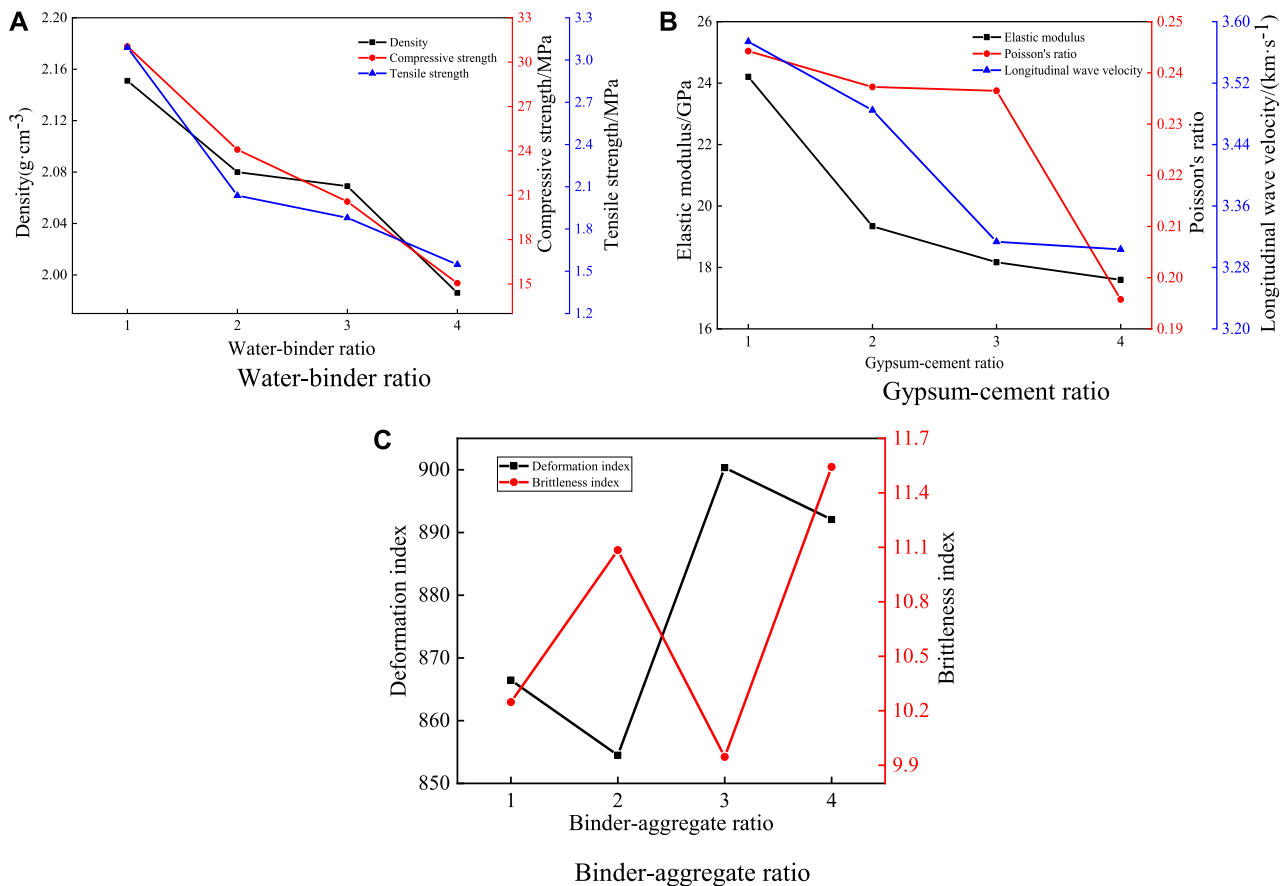 A
2.20
2.16
2.12
2.08
2.04
2.00
Density(g·cm⁻³)
Density
Compressive strength
Tensile strength
33
30
27
24
21
18
15
Compressive strength/MPa
3.3
3.0
2.7
2.4
2.1
1.8
1.5
1.2
Tensile strength/MPa
1
2
3
4
Water-binder ratio
Water-binder ratio
B
26
24
22
20
18
16
Elastic modulus/GPa
Elastic modulus
Poisson's ratio
Longitudinal wave velocity
0.25
0.24
0.23
0.22
0.21
0.20
0.19
Poisson's ratio
3.60
3.52
3.44
3.36
3.28
3.20
Longitudinal wave velocity/(km·s⁻¹)
1
2
3
4
Gypsum-cement ratio
Gypsum-cement ratio
C
900
890
880
870
860
850
Deformation index
Deformation index
Brittleness index
11.7
11.4
11.1
10.8
10.5
10.2
9.9
Brittleness index
1
2
3
4
Binder-aggregate ratio
Binder-aggregate ratio